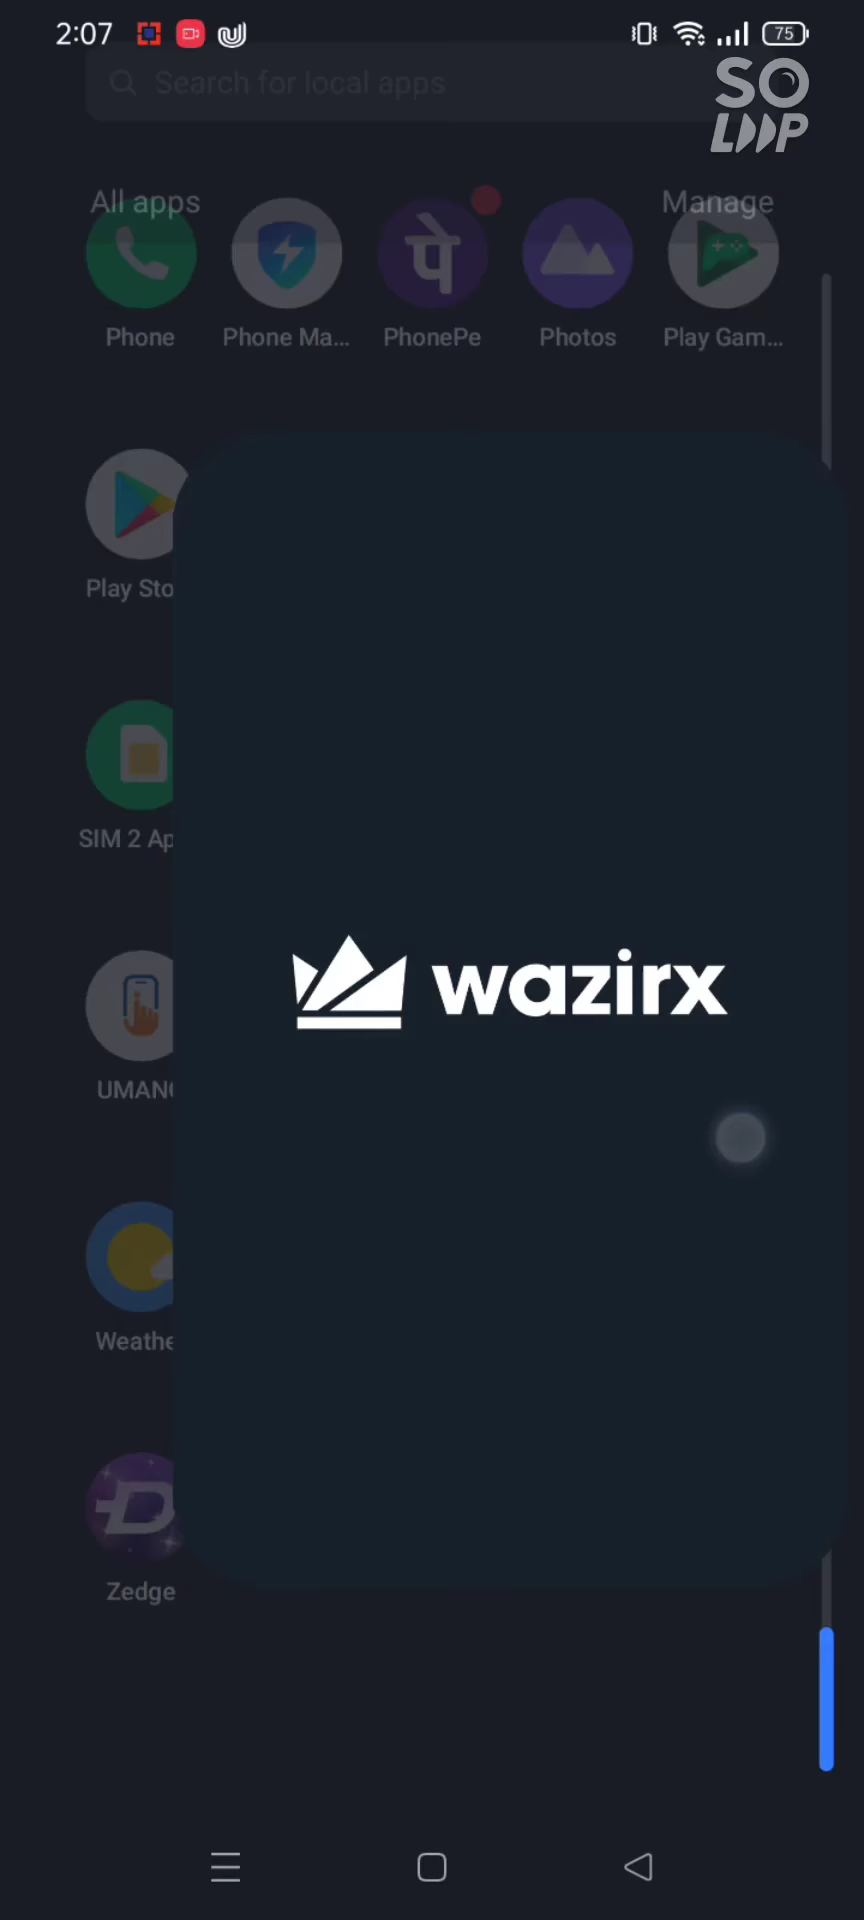 2:07
75
Search for local apps
SO
LOOP
All apps
Manage
पे
Phone
Phone Ma...
PhonePe
Photos
Play Gam...
Play Sto
SIM 2 Ap
wazirx
UMANG
Weathe
Zedge